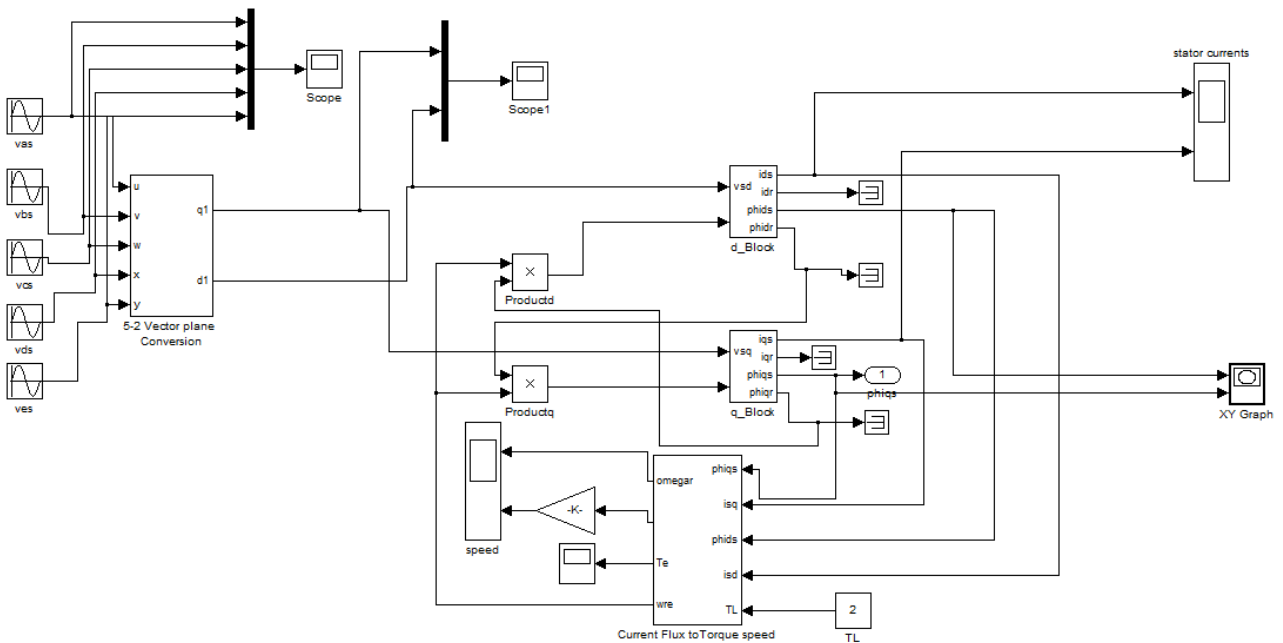 stator currents
Scope
Scope1
vas
vbs
vcs
vds
ves
u
v
w
x
y
q1
d1
5-2 Vector plane
Conversion
vsd
ids
idr
phids
phidr
d_Block
×
Productd
×
Productq
vsq
iqs
iqr
phiqs
phiqr
q_Block
1
phiqs
XY Graph
speed
-K-
omegar
Te
wre
phiqs
isq
phids
isd
TL
Current Flux toTorque speed
2
TL